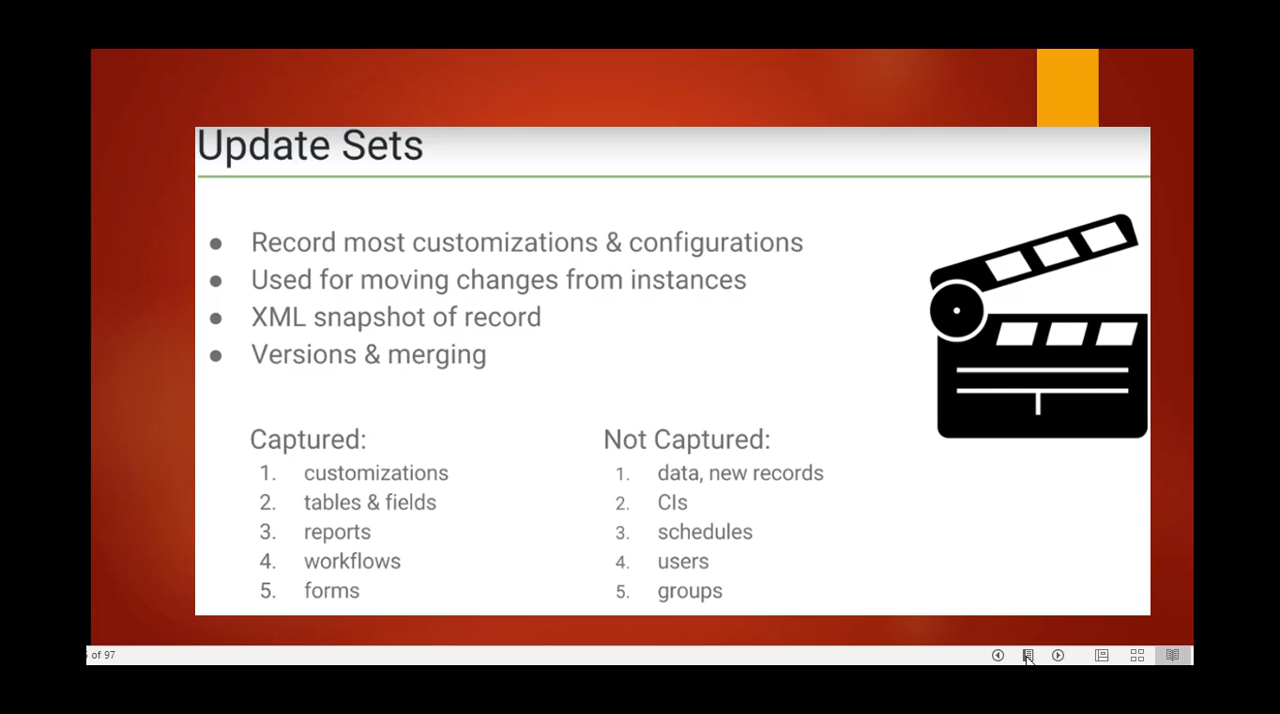 Update Sets
● Record most customizations & configurations
● Used for moving changes from instances
● XML snapshot of record
● Versions & merging
Captured:
1. customizations
2. tables & fields
3. reports
4. workflows
5. forms
Not Captured:
1. data, new records
2. CIs
3. schedules
4. users
5. groups
of 97